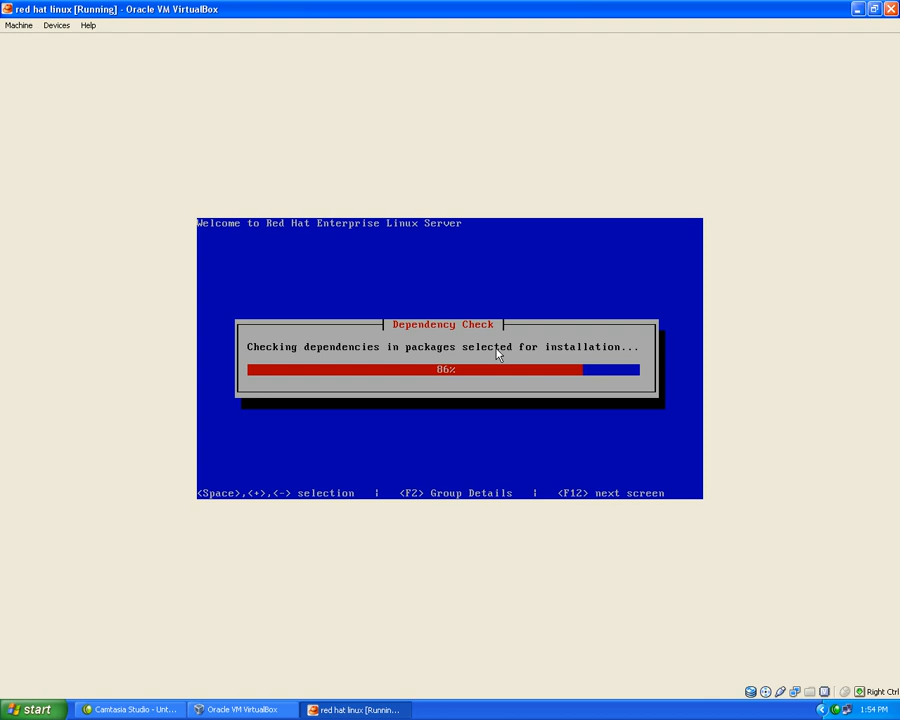 red hat linux [Running] - Oracle VM VirtualBox
Machine Devices Help
Welcome to Red Hat Enterprise Linux Server
Dependency Check
Checking dependencies in packages selected for installation...
86%
<Space>,<+>,<-> selection | <F2> Group Details | <F12> next screen
Right Ctrl
start Camtasia Studio - Unt... Oracle VM VirtualBox red hat linux [Runnin... 1:54 PM